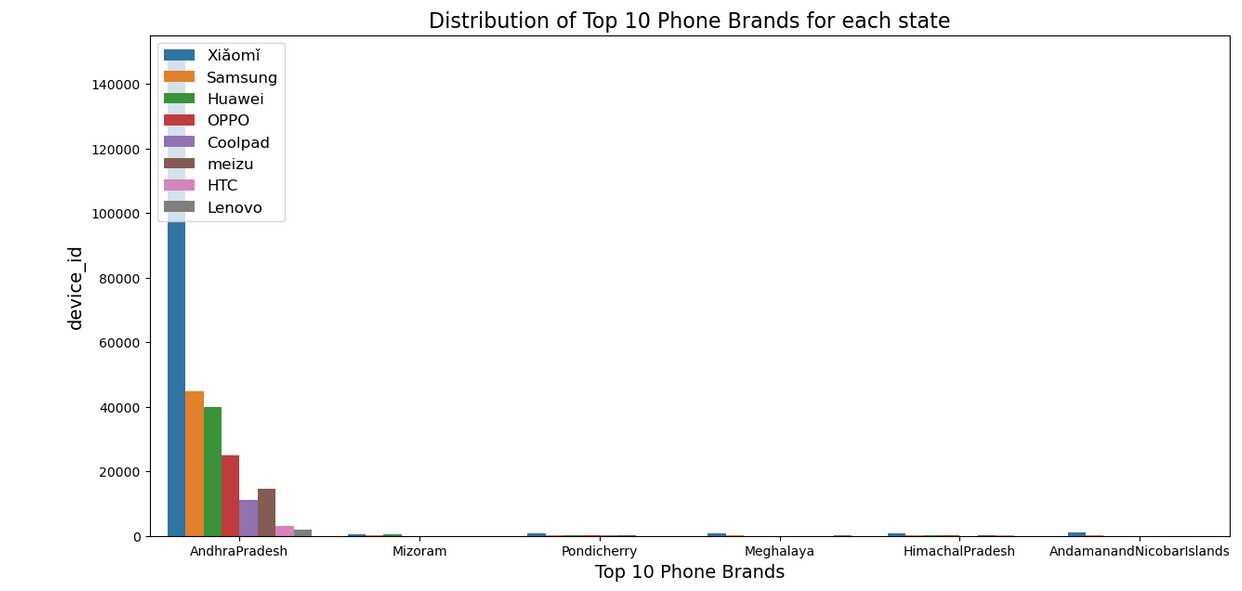 Distribution of Top 10 Phone Brands for each state
Xiǎomǐ
Samsung
Huawei
OPPO
Coolpad
meizu
HTC
Lenovo
device_id
140000
120000
100000
80000
60000
40000
20000
0
AndhraPradesh Mizoram Pondicherry Meghalaya HimachalPradesh AndamanandNicobarIslands
Top 10 Phone Brands